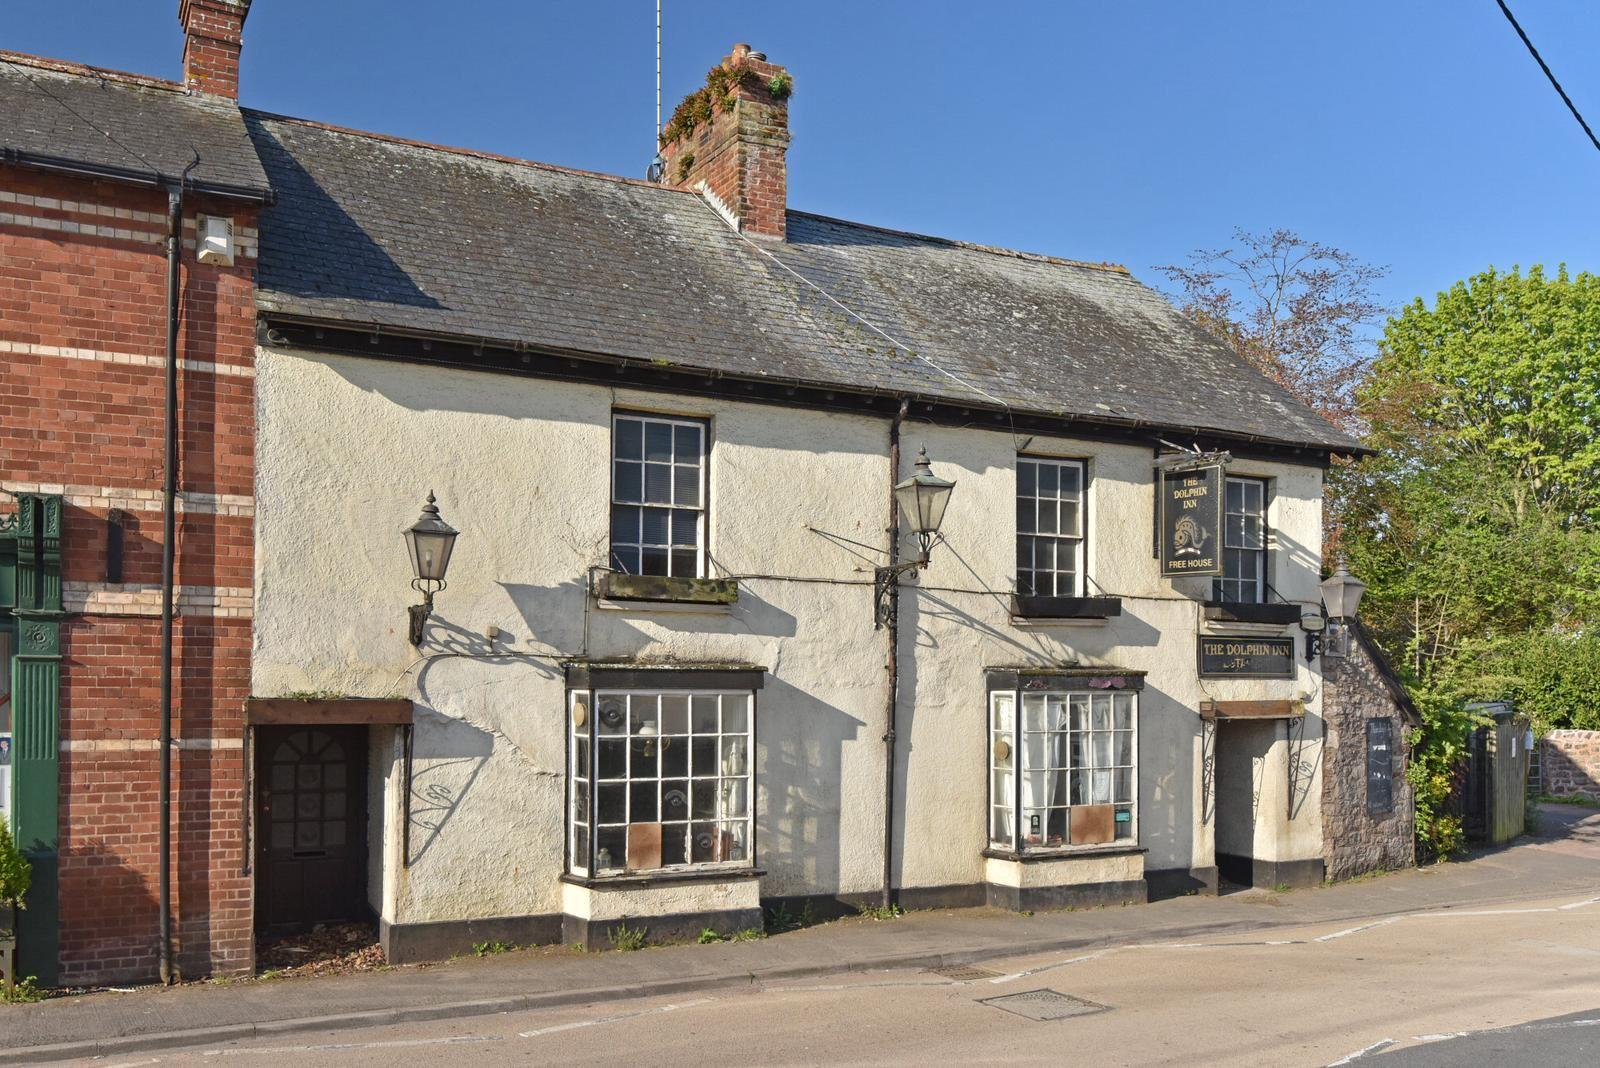 THE
DOLPHIN
INN
FREE HOUSE
THE DOLPHIN INN